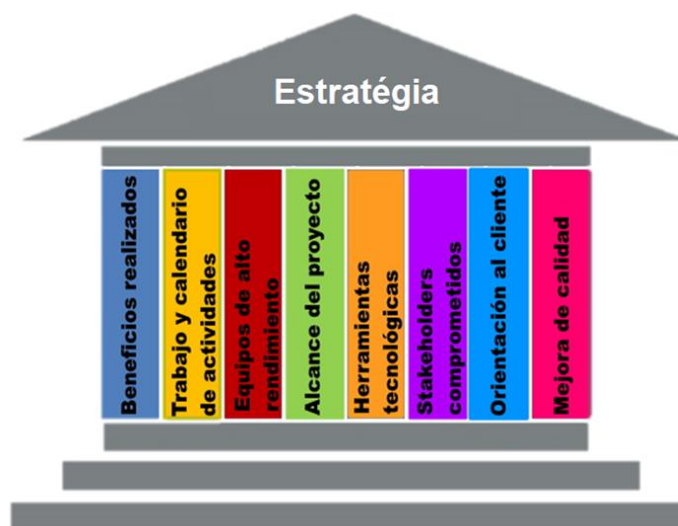 Estratégia
Beneficios realizados
Trabajo y calendario
de actividades
Equipos de alto
rendimiento
Alcance del proyecto
Herramientas
tecnológicas
Stakeholders
comprometidos
Orientación al cliente
Mejora de calidad